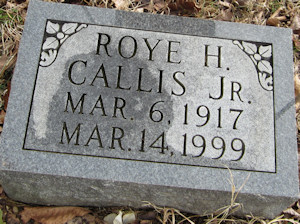 ROYE H.
CALLIS JR.
MAR. 6, 1917
MAR. 14, 1999